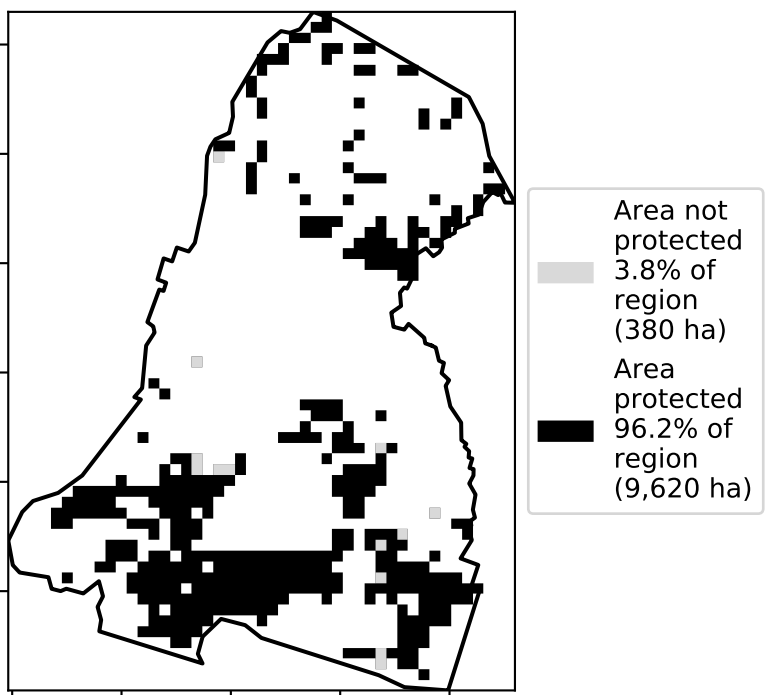 Area not
protected
3.8% of
region
(380 ha)
Area
protected
96.2% of
region
(9,620 ha)